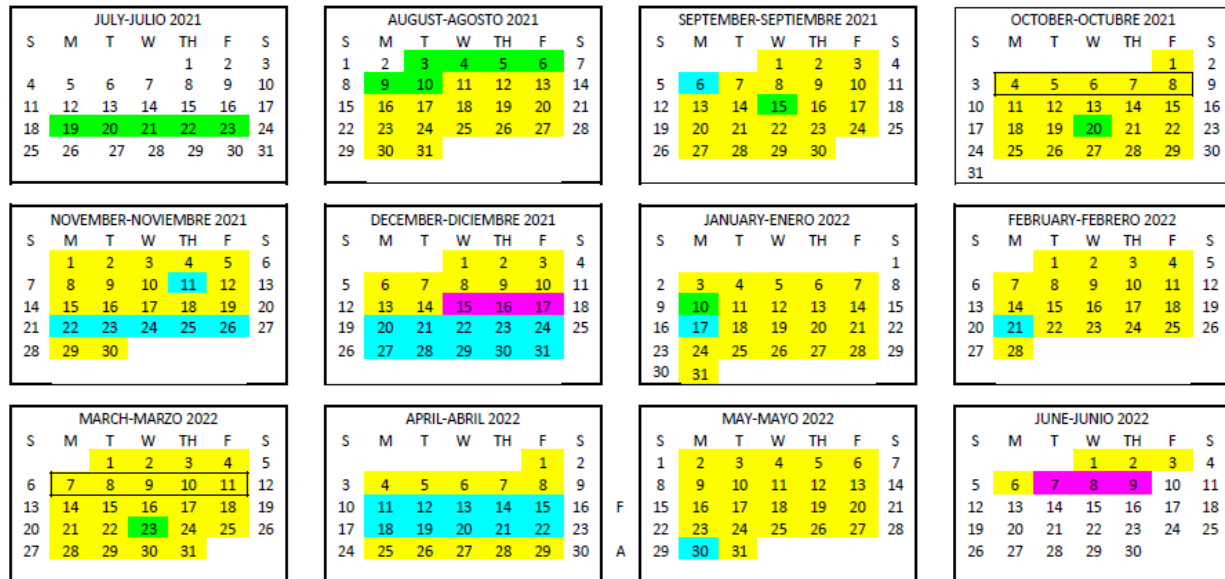 JULY-JULIO 2021
S M T W TH F S
1 2 3
4 5 6 7 8 9 10
11 12 13 14 15 16 17
18 19 20 21 22 23 24
25 26 27 28 29 30 31
AUGUST-AGOSTO 2021
S M T W TH F S
1 2 3 4 5 6 7
8 9 10 11 12 13 14
15 16 17 18 19 20 21
22 23 24 25 26 27 28
29 30 31
SEPTEMBER-SEPTIEMBRE 2021
S M T W TH F S
1 2 3 4
5 6 7 8 9 10 11
12 13 14 15 16 17 18
19 20 21 22 23 24 25
26 27 28 29 30
OCTOBER-OCTUBRE 2021
S M T W TH F S
1 2
3 4 5 6 7 8 9
10 11 12 13 14 15 16
17 18 19 20 21 22 23
24 25 26 27 28 29 30
31
NOVEMBER-NOVIEMBRE 2021
S M T W TH F S
1 2 3 4 5 6
7 8 9 10 11 12 13
14 15 16 17 18 19 20
21 22 23 24 25 26 27
28 29 30
DECEMBER-DICIEMBRE 2021
S M T W TH F S
1 2 3 4
5 6 7 8 9 10 11
12 13 14 15 16 17 18
19 20 21 22 23 24 25
26 27 28 29 30 31
JANUARY-ENERO 2022
S M T W TH F S
1
2 3 4 5 6 7 8
9 10 11 12 13 14 15
16 17 18 19 20 21 22
23 24 25 26 27 28 29
30 31
FEBRUARY-FEBRERO 2022
S M T W TH F S
1 2 3 4 5
6 7 8 9 10 11 12
13 14 15 16 17 18 19
20 21 22 23 24 25 26
27 28
MARCH-MARZO 2022
S M T W TH F S
1 2 3 4 5
6 7 8 9 10 11 12
13 14 15 16 17 18 19
20 21 22 23 24 25 26
27 28 29 30 31
APRIL-ABRIL 2022
S M T W TH F S
1 2
3 4 5 6 7 8 9
10 11 12 13 14 15 16
17 18 19 20 21 22 23
24 25 26 27 28 29 30
F
A
MAY-MAYO 2022
S M T W TH F S
1 2 3 4 5 6 7
8 9 10 11 12 13 14
15 16 17 18 19 20 21
22 23 24 25 26 27 28
29 30 31
JUNE-JUNIO 2022
S M T W TH F S
1 2 3 4
5 6 7 8 9 10 11
12 13 14 15 16 17 18
19 20 21 22 23 24 25
26 27 28 29 30